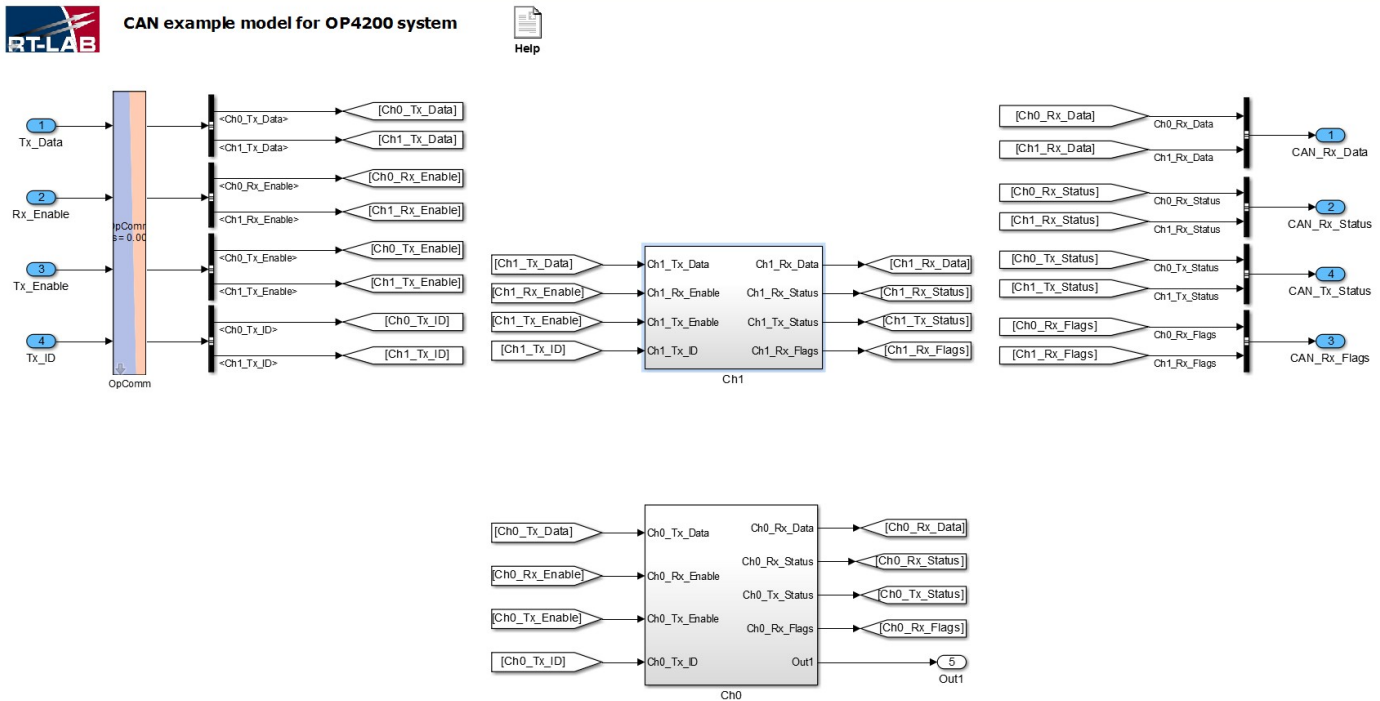 RT-LAB
CAN example model for OP4200 system
Help
1
Tx_Data
2
Rx_Enable
3
Tx_Enable
4
Tx_ID
OpComm
<Ch0_Tx_Data>
<Ch1_Tx_Data>
<Ch0_Rx_Enable>
<Ch1_Rx_Enable>
<Ch0_Tx_Enable>
<Ch1_Tx_Enable>
<Ch0_Tx_ID>
<Ch1_Tx_ID>
[Ch0_Tx_Data]
[Ch1_Tx_Data]
[Ch0_Rx_Enable]
[Ch1_Rx_Enable]
[Ch0_Tx_Enable]
[Ch1_Tx_Enable]
[Ch0_Tx_ID]
[Ch1_Tx_ID]
[Ch1_Tx_Data]
[Ch1_Rx_Enable]
[Ch1_Tx_Enable]
[Ch1_Tx_ID]
Ch1_Tx_Data
Ch1_Rx_Enable
Ch1_Tx_Enable
Ch1_Tx_ID
Ch1_Rx_Data
Ch1_Rx_Status
Ch1_Tx_Status
Ch1_Rx_Flags
Ch1
[Ch1_Rx_Data]
[Ch1_Rx_Status]
[Ch1_Tx_Status]
[Ch1_Rx_Flags]
[Ch0_Rx_Data]
[Ch1_Rx_Data]
[Ch0_Rx_Status]
[Ch1_Rx_Status]
[Ch0_Tx_Status]
[Ch1_Tx_Status]
[Ch0_Rx_Flags]
[Ch1_Rx_Flags]
Ch0_Rx_Data
Ch1_Rx_Data
Ch0_Rx_Status
Ch1_Rx_Status
Ch0_Tx_Status
Ch1_Tx_Status
Ch0_Rx_Flags
Ch1_Rx_Flags
1
CAN_Rx_Data
2
CAN_Rx_Status
4
CAN_Tx_Status
3
CAN_Rx_Flags
[Ch0_Tx_Data]
[Ch0_Rx_Enable]
[Ch0_Tx_Enable]
[Ch0_Tx_ID]
Ch0_Tx_Data
Ch0_Rx_Enable
Ch0_Tx_Enable
Ch0_Tx_ID
Ch0_Rx_Data
Ch0_Rx_Status
Ch0_Tx_Status
Ch0_Rx_Flags
Out1
Ch0
[Ch0_Rx_Data]
[Ch0_Rx_Status]
[Ch0_Tx_Status]
[Ch0_Rx_Flags]
5
Out1